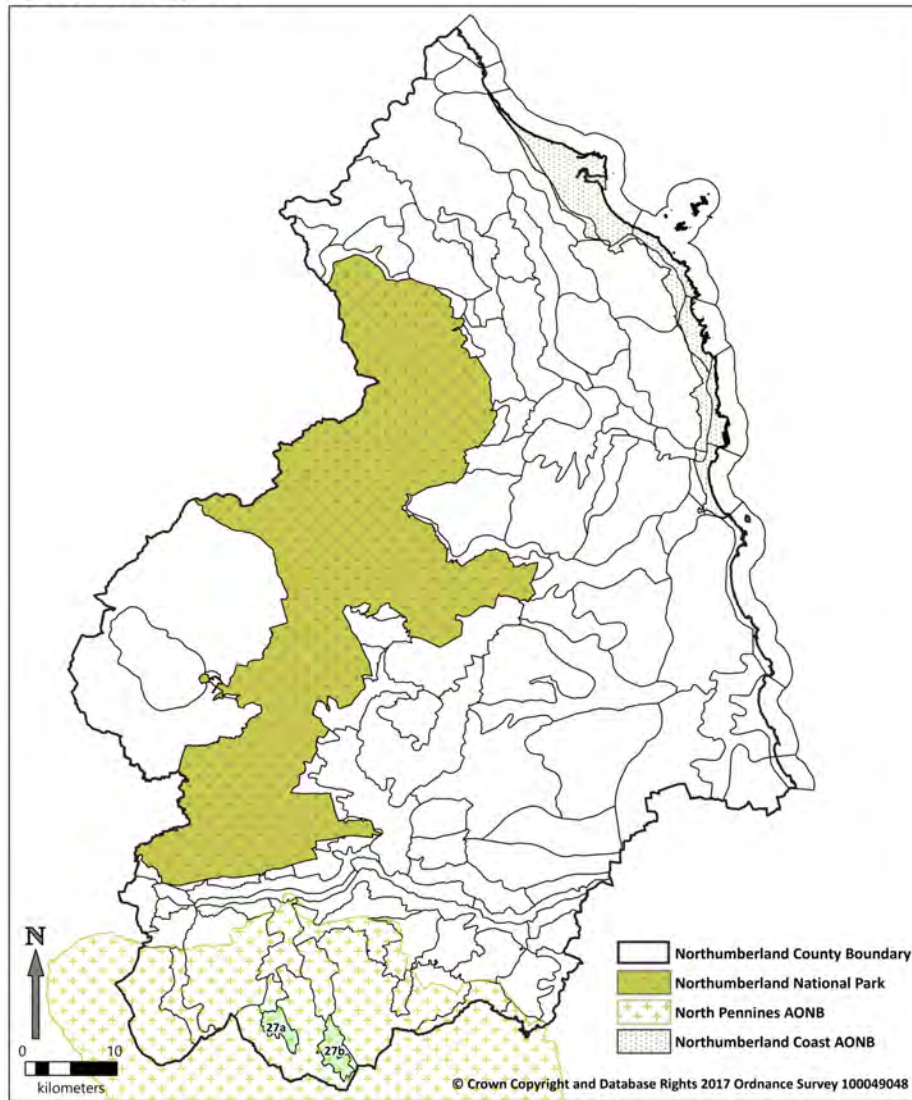 27a
27b
N
0 10
kilometers
Northumberland County Boundary
Northumberland National Park
North Pennines AONB
Northumberland Coast AONB
© Crown Copyright and Database Rights 2017 Ordnance Survey 100049048